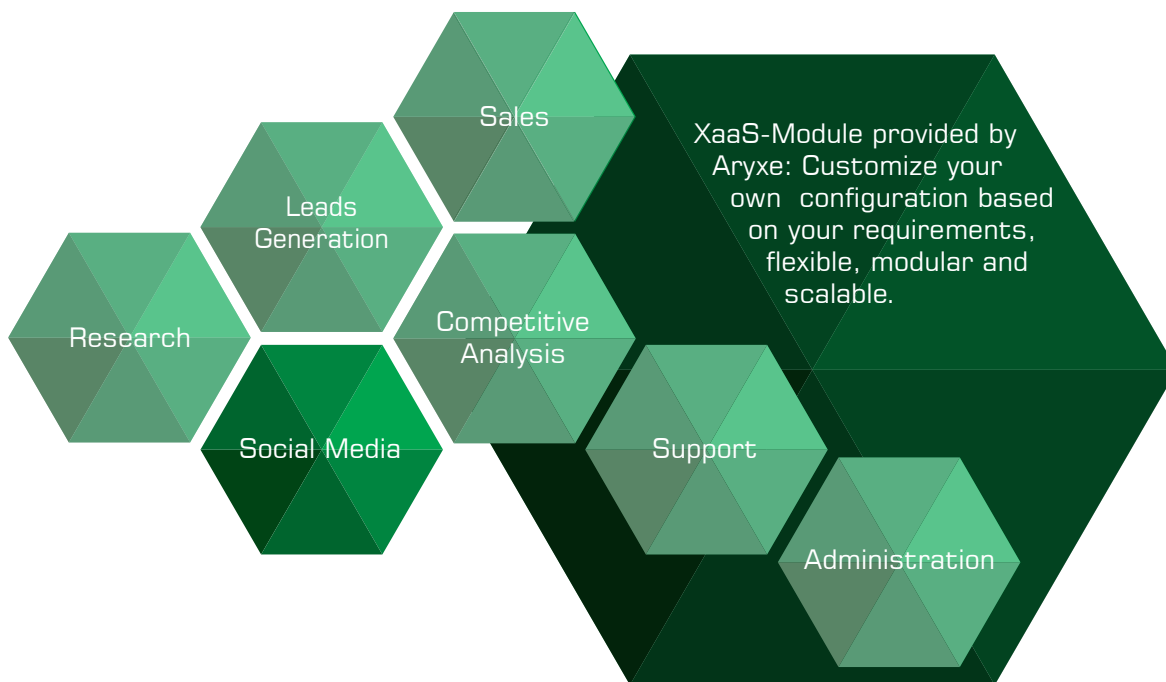 Sales
XaaS-Module provided by
Aryxe: Customize your
own configuration based
on your requirements,
flexible, modular and
scalable.
Leads
Generation
Research
Competitive
Analysis
Social Media
Support
Administration